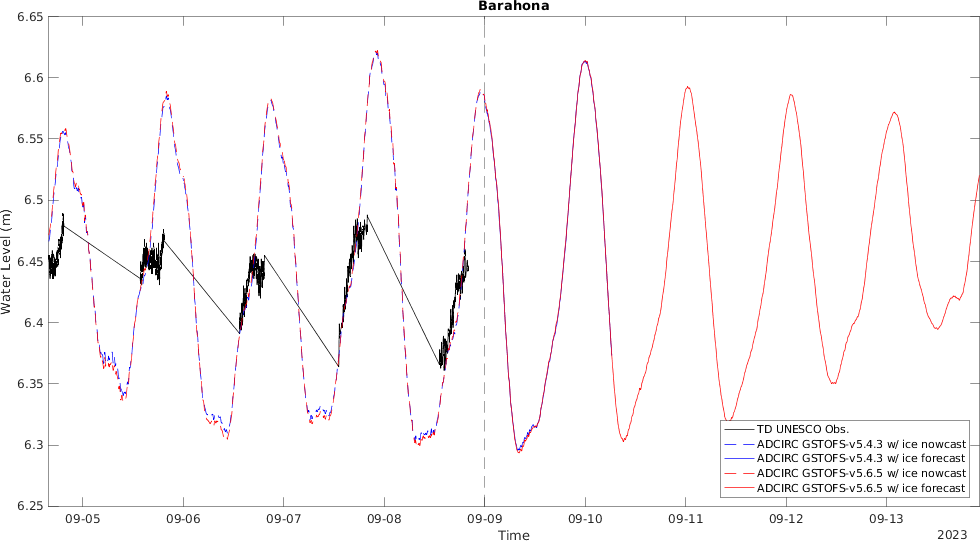 Barahona
6.65
6.6
6.55
6.5
6.45
6.4
6.35
6.3
6.25
Water Level (m)
09-05 09-06 09-07 09-08 09-09 09-10 09-11 09-12 09-13
Time
2023
TD UNESCO Obs.
ADCIRC GSTOFS-v5.4.3 w/ ice nowcast
ADCIRC GSTOFS-v5.4.3 w/ ice forecast
ADCIRC GSTOFS-v5.6.5 w/ ice nowcast
ADCIRC GSTOFS-v5.6.5 w/ ice forecast